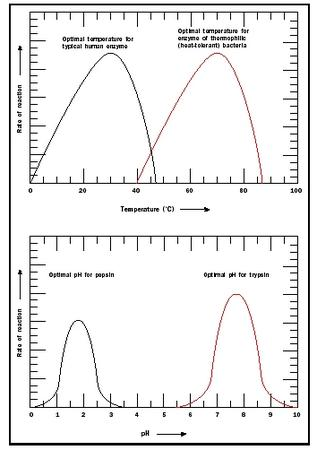 Optimal temperature for
typical human enzyme
Optimal temperature for
enzyme of thermophilic
(heat-tolerant) bacteria
Rate of reaction
0 20 40 60 80 100
Temperature (°C)
Optimal pH for pepsin
Optimal pH for trypsin
Rate of reaction
0 1 2 3 4 5 6 7 8 9 10
pH